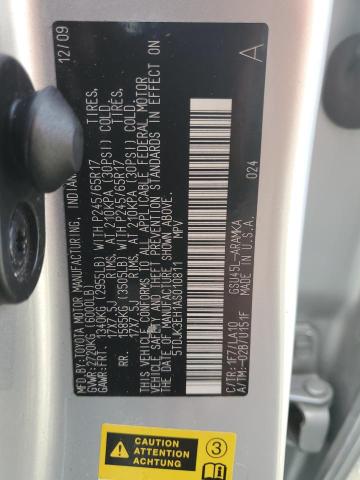 MFD.BY:TOYOTA MOTOR MANUFACTURING, INDIANA 12/09
GVWR:2720KG(6000LB)
GAWR:FRT. 1340KG(2955LB)WITH P245/65R17 TIRES,
17X7.5J RIMS, AT 210KPA(30PSI) COLD
RR. 1585KG(3505LB)WITH P245/65R17 TIRES,
17X7.5J RIMS, AT 210KPA(30PSI) COLD
THIS VEHICLE CONFORMS TO ALL APPLICABLE FEDERAL MOTOR
VEHICLE SAFETY AND THEFT PREVENTION STANDARDS IN EFFECT
ON THE DATE OF MANUFACTURE SHOWN ABOVE.
5TDJK3EH1AS010811 MPV A
024
C/TR:1F7/LA10 GSU45L-ARAMKA
A/TM:-02B/U151F MADE IN U.S.A.
CAUTION
ATTENTION
ACHTUNG
3